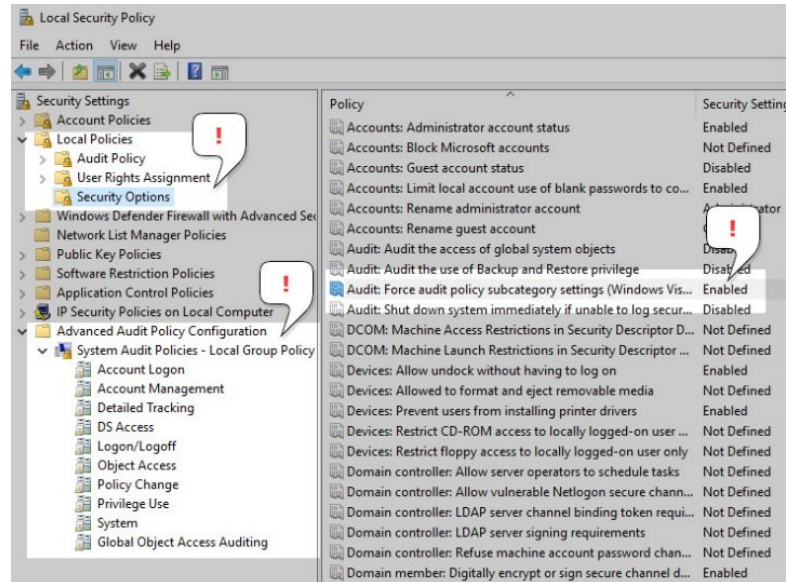 Local Security Policy
File Action View Help
Security Settings
Account Policies
Local Policies
Audit Policy
User Rights Assignment
Security Options
Windows Defender Firewall with Advanced Sec
Network List Manager Policies
Public Key Policies
Software Restriction Policies
Application Control Policies
IP Security Policies on Local Computer
Advanced Audit Policy Configuration
System Audit Policies - Local Group Policy
Account Logon
Account Management
Detailed Tracking
DS Access
Logon/Logoff
Object Access
Policy Change
Privilege Use
System
Global Object Access Auditing
!
!
Policy Security Setting
Accounts: Administrator account status Enabled
Accounts: Block Microsoft accounts Not Defined
Accounts: Guest account status Disabled
Accounts: Limit local account use of blank passwords to co... Enabled
Accounts: Rename administrator account
Accounts: Rename guest account
!
Audit: Audit the access of global system objects
Audit: Audit the use of Backup and Restore privilege
Audit: Force audit policy subcategory settings (Windows Vis... Enabled
Audit: Shut down system immediately if unable to log secur... Disabled
DCOM: Machine Access Restrictions in Security Descriptor D... Not Defined
DCOM: Machine Launch Restrictions in Security Descriptor ... Not Defined
Devices: Allow undock without having to log on Enabled
Devices: Allowed to format and eject removable media Not Defined
Devices: Prevent users from installing printer drivers Enabled
Devices: Restrict CD-ROM access to locally logged-on user ... Not Defined
Devices: Restrict floppy access to locally logged-on user only Not Defined
Domain controller: Allow server operators to schedule tasks Not Defined
Domain controller: Allow vulnerable Netlogon secure chann... Not Defined
Domain controller: LDAP server channel binding token requi... Not Defined
Domain controller: LDAP server signing requirements Not Defined
Domain controller: Refuse machine account password chan... Not Defined
Domain member: Digitally encrypt or sign secure channel d... Enabled